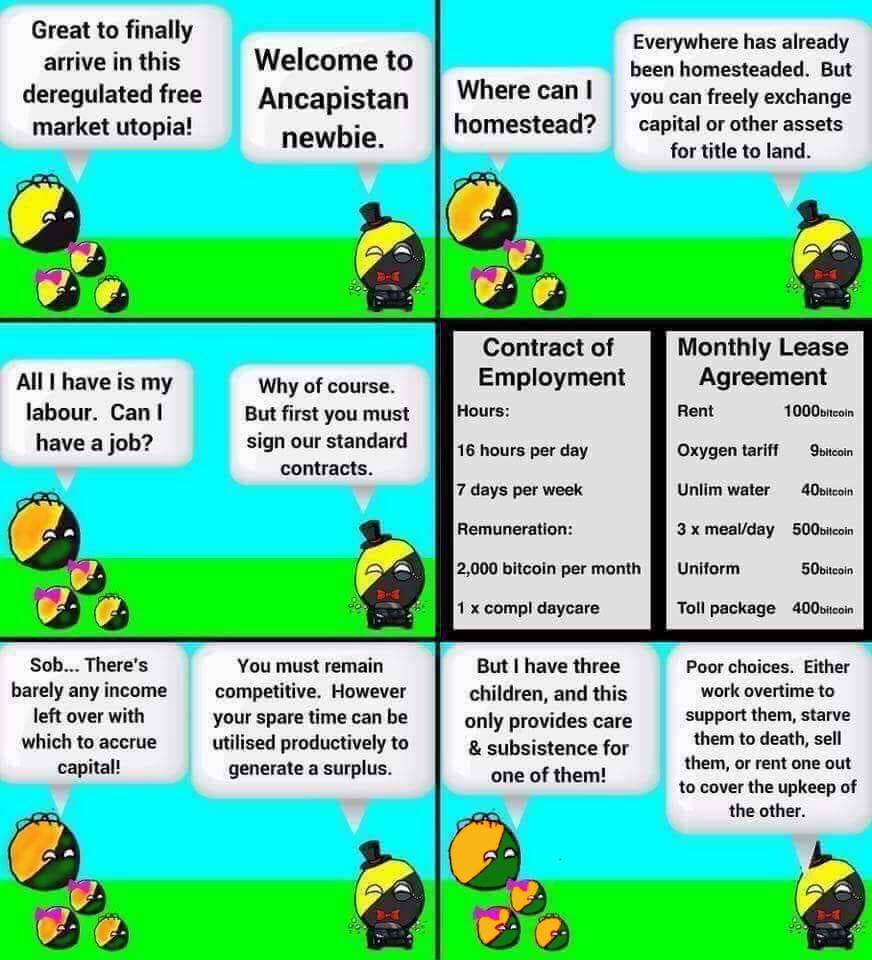 Great to finally
arrive in this
deregulated free
market utopia!
Welcome to
Ancapistan
newbie.
Where can I
homestead?
Everywhere has already
been homesteaded. But
you can freely exchange
capital or other assets
for title to land.
All I have is my
labour. Can I
have a job?
Why of course.
But first you must
sign our standard
contracts.
Contract of
Employment
Hours:
16 hours per day
7 days per week
Remuneration:
2,000 bitcoin per month
1 x compl daycare
Monthly Lease
Agreement
Rent 1000bitcoin
Oxygen tariff 9bitcoin
Unlim water 40bitcoin
3 x meal/day 500bitcoin
Uniform 50bitcoin
Toll package 400bitcoin
Sob... There's
barely any income
left over with
which to accrue
capital!
You must remain
competitive. However
your spare time can be
utilised productively to
generate a surplus.
But I have three
children, and this
only provides care
& subsistence for
one of them!
Poor choices. Either
work overtime to
support them, starve
them to death, sell
them, or rent one out
to cover the upkeep of
the other.